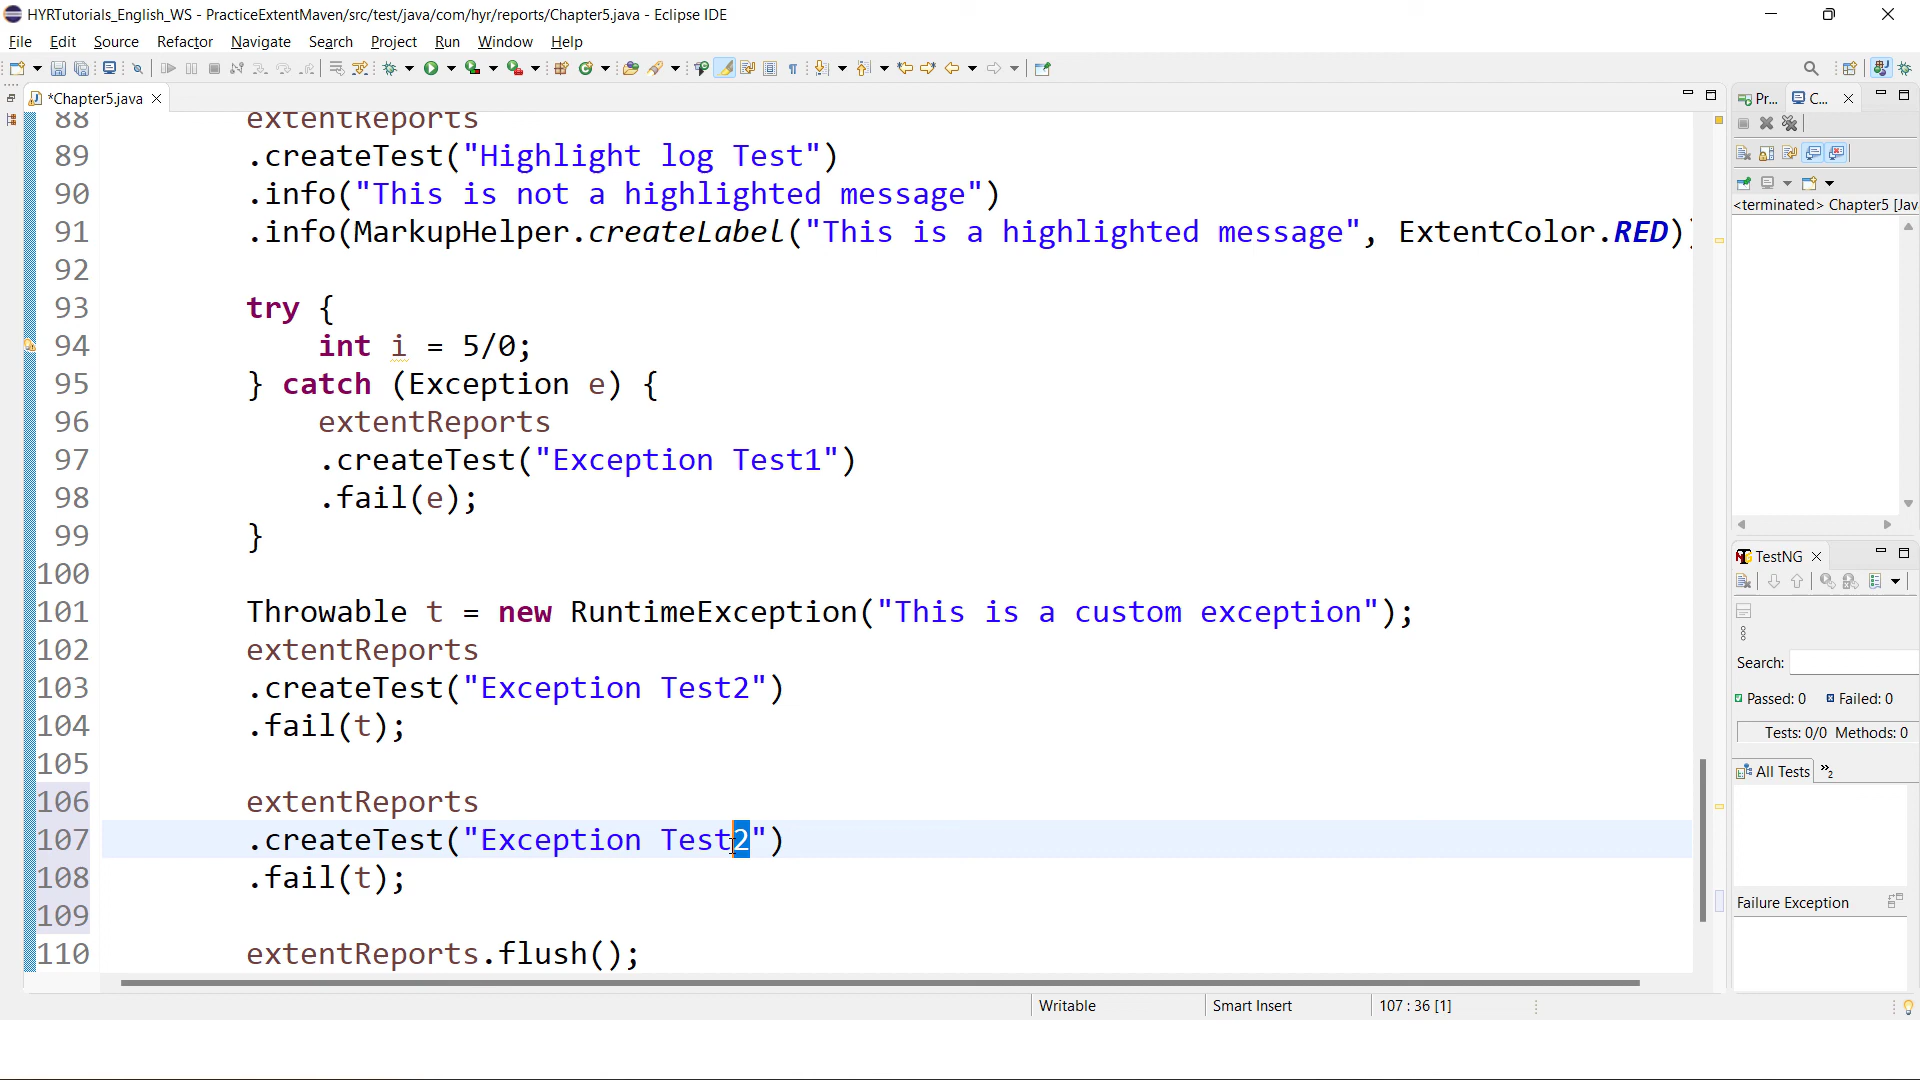 HYRTutorials_English_WS - PracticeExtentMaven/src/test/java/com/hyr/reports/Chapter5.java - Eclipse IDE
File Edit Source Refactor Navigate Search Project Run Window Help
*Chapter5.java
Pr... C...
88 extentReports
89 .createTest("Highlight log Test")
90 .info("This is not a highlighted message")
91 .info(MarkupHelper.createLabel("This is a highlighted message", ExtentColor.RED))
92
93 try {
94 int i = 5/0;
95 } catch (Exception e) {
96 extentReports
97 .createTest("Exception Test1")
98 .fail(e);
99 }
100
101 Throwable t = new RuntimeException("This is a custom exception");
102 extentReports
103 .createTest("Exception Test2")
104 .fail(t);
105
106 extentReports
107 .createTest("Exception Test2")
108 .fail(t);
109
110 extentReports.flush();
<terminated> Chapter5 [Jav
TestNG
Search:
Passed: 0 Failed: 0
Tests: 0/0 Methods: 0
All Tests »2
Failure Exception
Writable Smart Insert 107 : 36 [1]